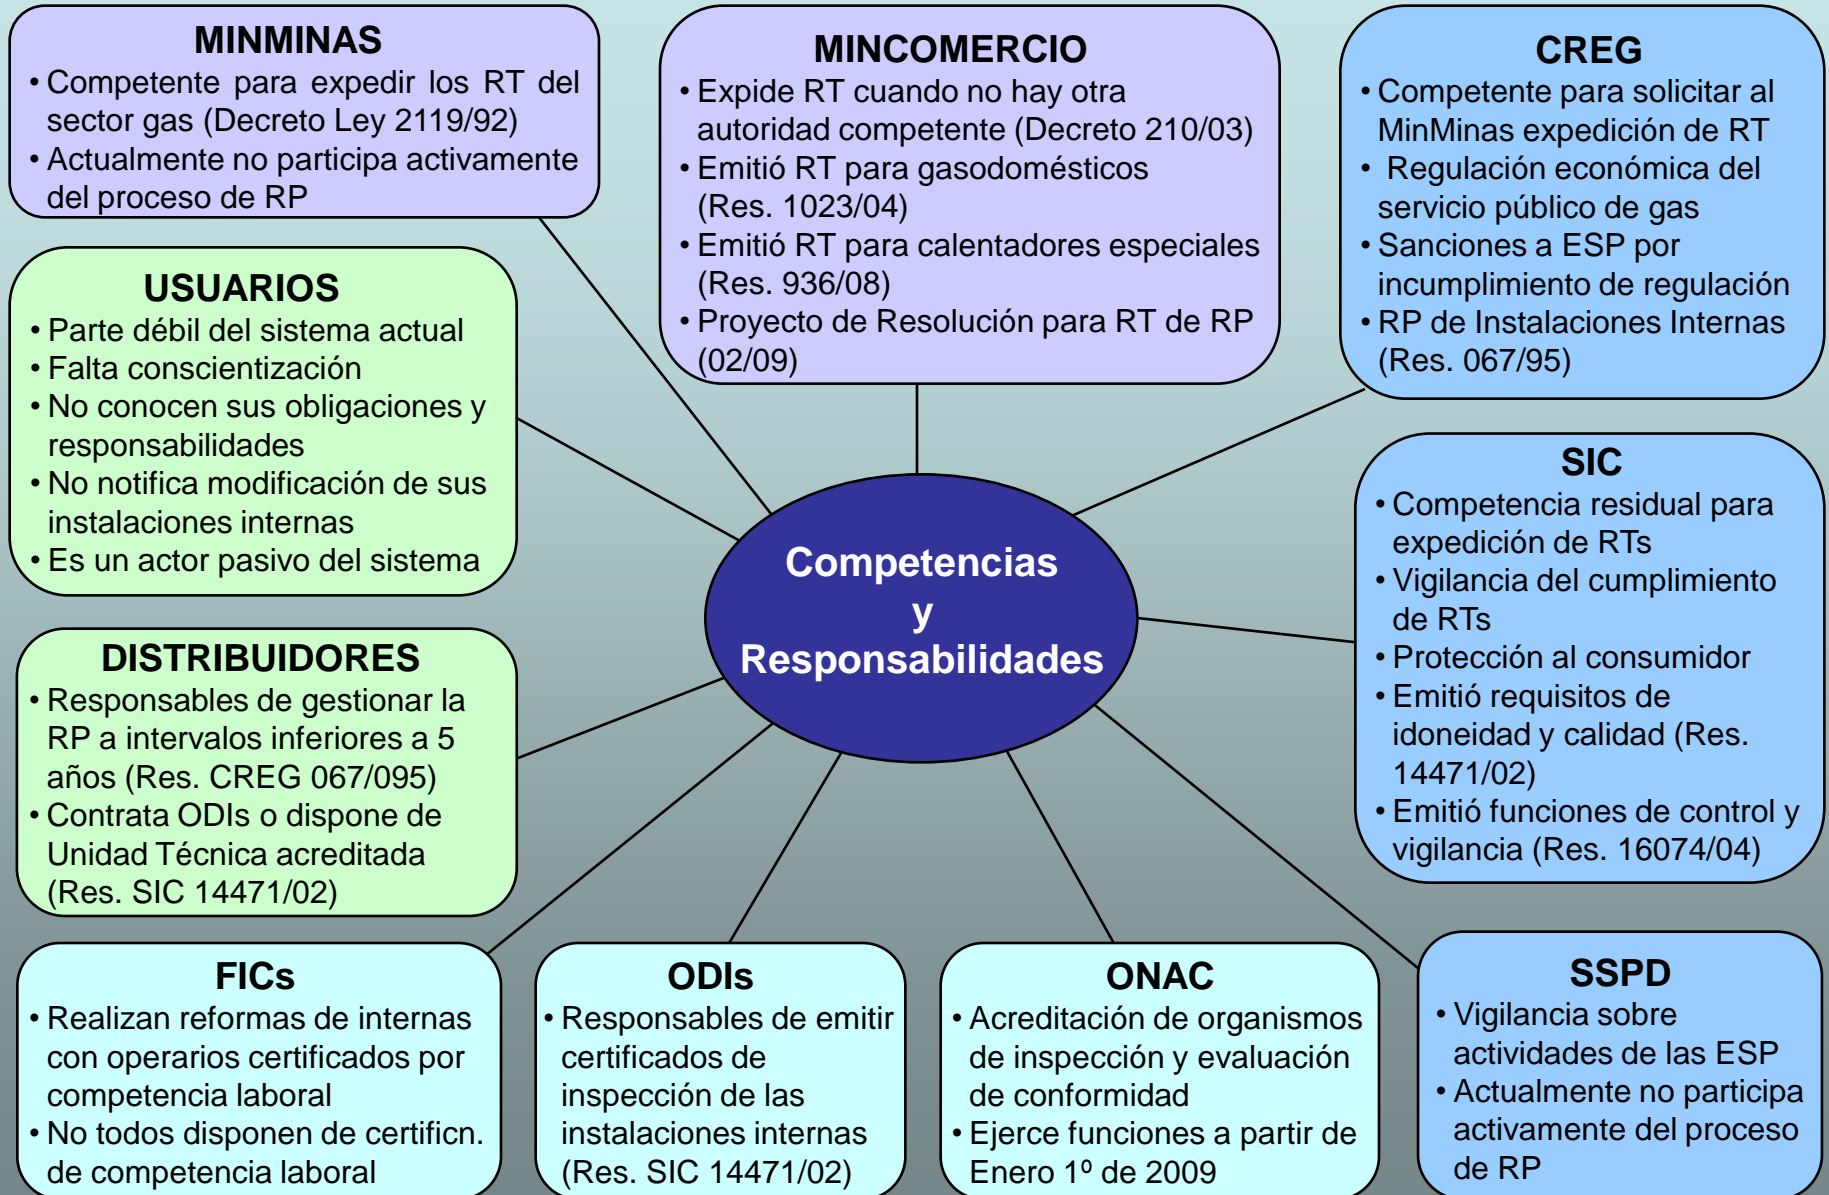 MINMINAS
• Competente para expedir los RT del
sector gas (Decreto Ley 2119/92)
• Actualmente no participa activamente
del proceso de RP
MINCOMERCIO
• Expide RT cuando no hay otra
autoridad competente (Decreto 210/03)
• Emitió RT para gasodomésticos
(Res. 1023/04)
• Emitió RT para calentadores especiales
(Res. 936/08)
• Proyecto de Resolución para RT de RP
(02/09)
CREG
• Competente para solicitar al
MinMinas expedición de RT
• Regulación económica del
servicio público de gas
• Sanciones a ESP por
incumplimiento de regulación
• RP de Instalaciones Internas
(Res. 067/95)
USUARIOS
• Parte débil del sistema actual
• Falta conscientización
• No conocen sus obligaciones y
responsabilidades
• No notifica modificación de sus
instalaciones internas
• Es un actor pasivo del sistema
Competencias
y
Responsabilidades
SIC
• Competencia residual para
expedición de RTs
• Vigilancia del cumplimiento
de RTs
• Protección al consumidor
• Emitió requisitos de
idoneidad y calidad (Res.
14471/02)
• Emitió funciones de control y
vigilancia (Res. 16074/04)
DISTRIBUIDORES
• Responsables de gestionar la
RP a intervalos inferiores a 5
años (Res. CREG 067/095)
• Contrata ODIs o dispone de
Unidad Técnica acreditada
(Res. SIC 14471/02)
FICs
• Realizan reformas de internas
con operarios certificados por
competencia laboral
• No todos disponen de certificn.
de competencia laboral
ODIs
• Responsables de emitir
certificados de
inspección de las
instalaciones internas
(Res. SIC 14471/02)
ONAC
• Acreditación de organismos
de inspección y evaluación
de conformidad
• Ejerce funciones a partir de
Enero 1º de 2009
SSPD
• Vigilancia sobre
actividades de las ESP
• Actualmente no participa
activamente del proceso
de RP